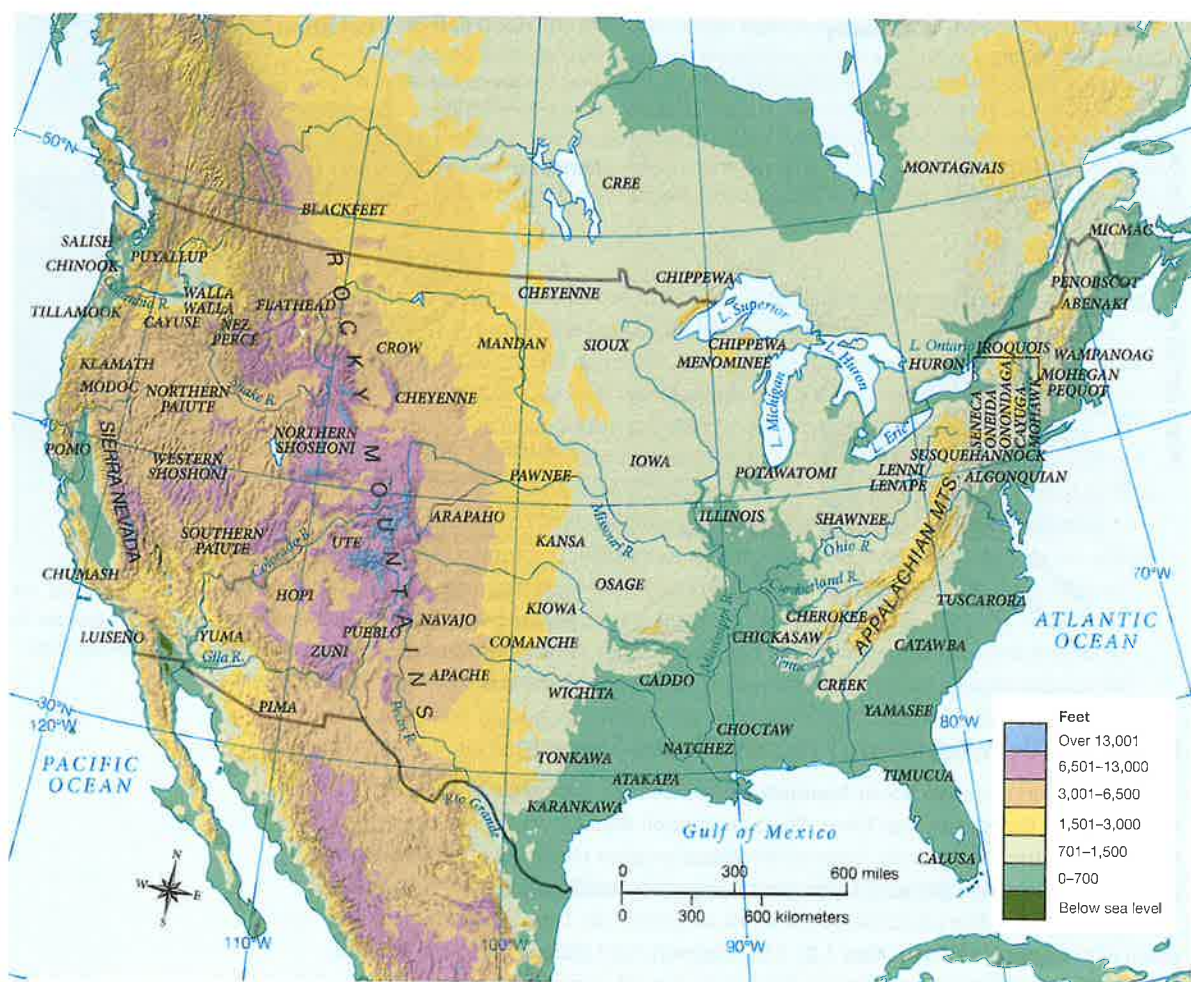 50°N
MONTAGNAIS
CREE
BLACKFEET
MICMAC
SALISH
PUYALLUP
CHINOOK
CHIPPEWA
PENOBSCOT
ABENAKI
CHEYENNE
WALLA
WALLA
FLATHEAD
Columbia R.
TILLAMOOK
CAYUSE
NEZ
PERCE
L. Superior
CROW
MANDAN
SIOUX
CHIPPEWA
MENOMINEE
L. Huron
L. Ontario
HURON
IROQUOIS
WAMPANOAG
MOHEGAN
PEQUOT
KLAMATH
MODOC
NORTHERN
PAIUTE
Snake R.
CHEYENNE
L. Michigan
L. Erie
SENECA
ONEIDA
ONONDAGA
CAYUGA
MOHAWK
40°N
POMO
SIERRA NEVADA
WESTERN
SHOSHONI
NORTHERN
SHOSHONI
ROCKY MOUNTAINS
PAWNEE
IOWA
POTAWATOMI
LENNI
LENAPE
SUSQUEHANNOCK
ALGONQUIAN
ARAPAHO
Missouri R.
ILLINOIS
SHAWNEE
Ohio R.
APPALACHIAN MTS.
SOUTHERN
PAIUTE
Colorado R.
UTE
KANSA
OSAGE
Cumberland R.
70°W
CHUMASH
HOPI
NAVAJO
KIOWA
Mississippi R.
CHEROKEE
TUSCARORA
ATLANTIC
OCEAN
LUISEÑO
YUMA
Gila R.
PUEBLO
ZUNI
COMANCHE
CHICKASAW
Tennessee R.
CATAWBA
APACHE
WICHITA
CADDO
CREEK
30°N
120°W
PIMA
Pecos R.
CHOCTAW
NATCHEZ
YAMASEE
80°W
PACIFIC
OCEAN
TONKAWA
ATAKAPA
TIMUCUA
Rio Grande
KARANKAWA
Gulf of Mexico
CALUSA
N
W
E
S
0
300
600 miles
0
300
600 kilometers
110°W
100°W
90°W
Feet
Over 13,001
6,501–13,000
3,001–6,500
1,501–3,000
701–1,500
0–700
Below sea level